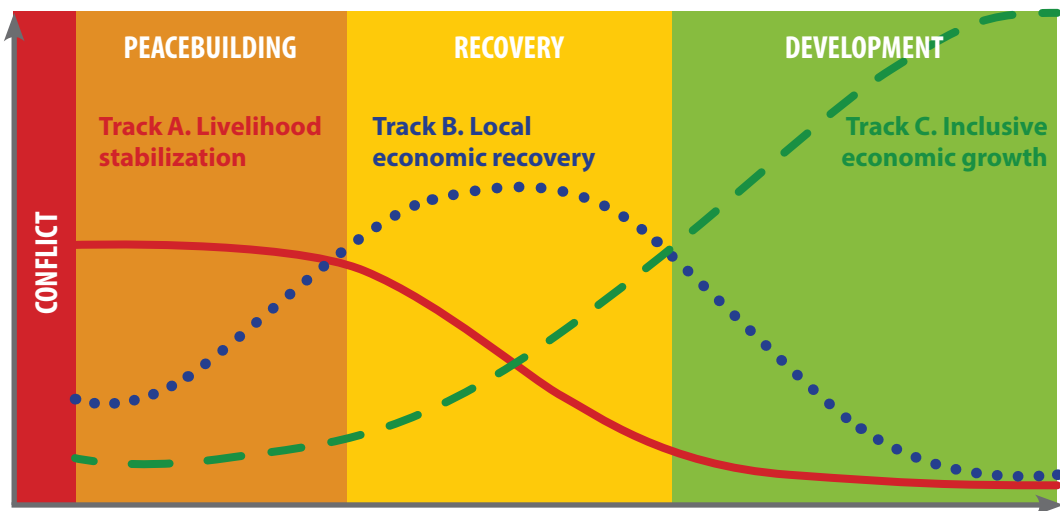 CONFLICT
PEACEBUILDING
RECOVERY
DEVELOPMENT
Track A. Livelihood
stabilization
Track B. Local
economic recovery
Track C. Inclusive
economic growth